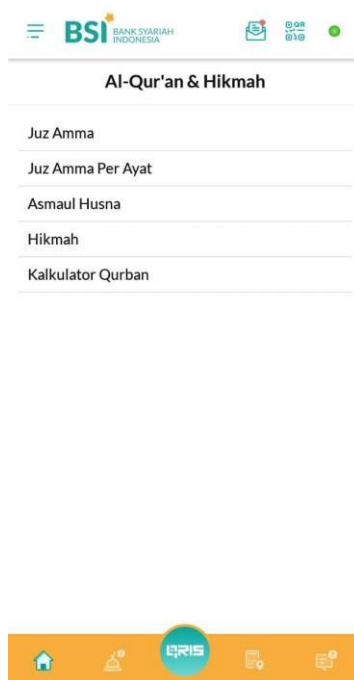 BSI BANK SYARIAH
INDONESIA
QR
Al-Qur'an & Hikmah
Juz Amma
Juz Amma Per Ayat
Asmaul Husna
Hikmah
Kalkulator Qurban
QRIS